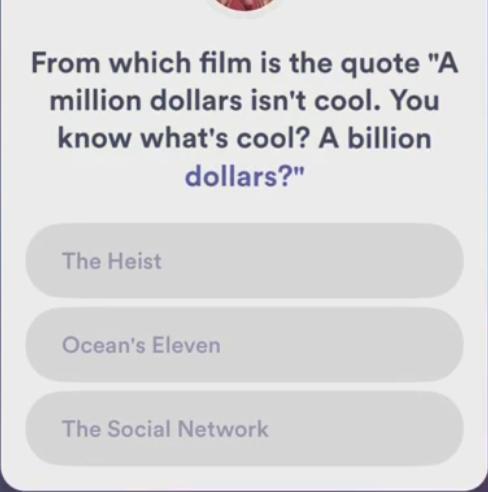 From which film is the quote "A
million dollars isn't cool. You
know what's cool? A billion
dollars?"
The Heist
Ocean's Eleven
The Social Network